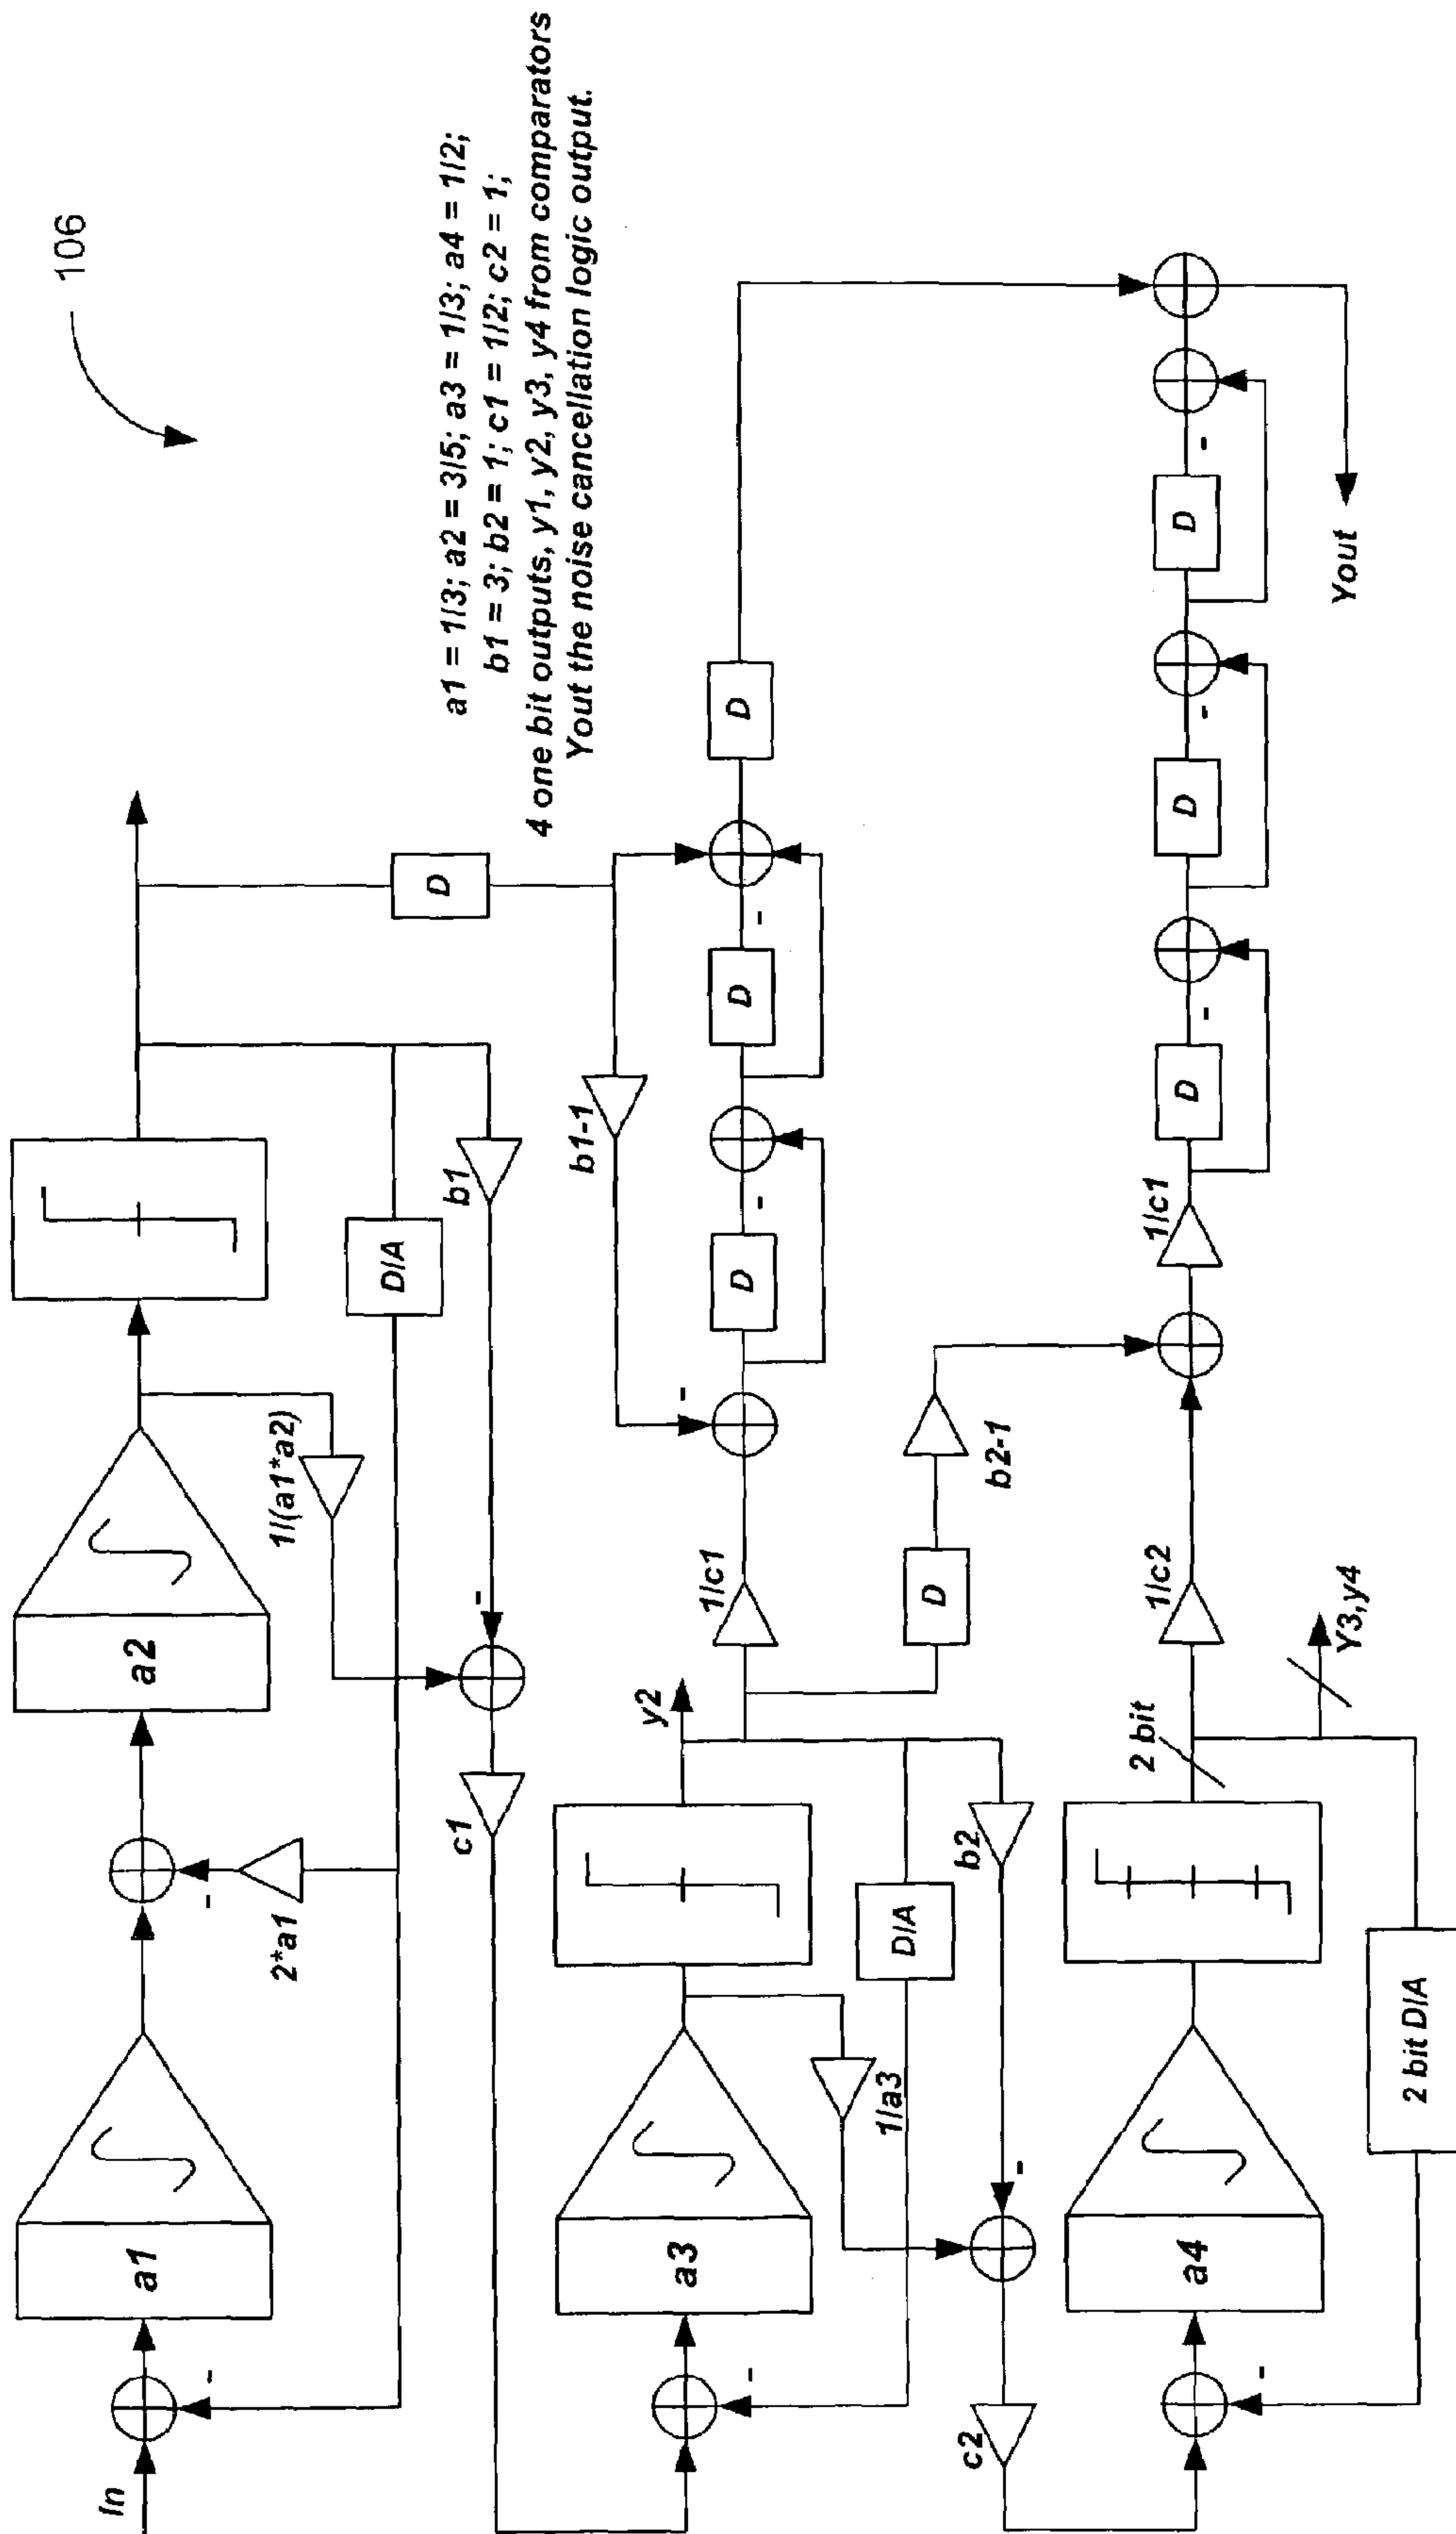 106
a1 = 1/3; a2 = 3/5; a3 = 1/3; a4 = 1/2;
b1 = 3; b2 = 1; c1 = 1/2; c2 = 1;
4 one bit outputs, y1, y2, y3, y4 from comparators
Yout the noise cancellation logic output.
In
-
a1
-
2*a1
a2
1/(a1*a2)
D/A
b1
-
c1
D
b1-1
-
a3
-
1/a3
D/A
y2
b2
-
c2
1/c1
D
-
D
-
D
D
b2-1
a4
-
2 bit D/A
2 bit
Y3,y4
1/c2
1/c1
D
-
D
-
D
-
Yout